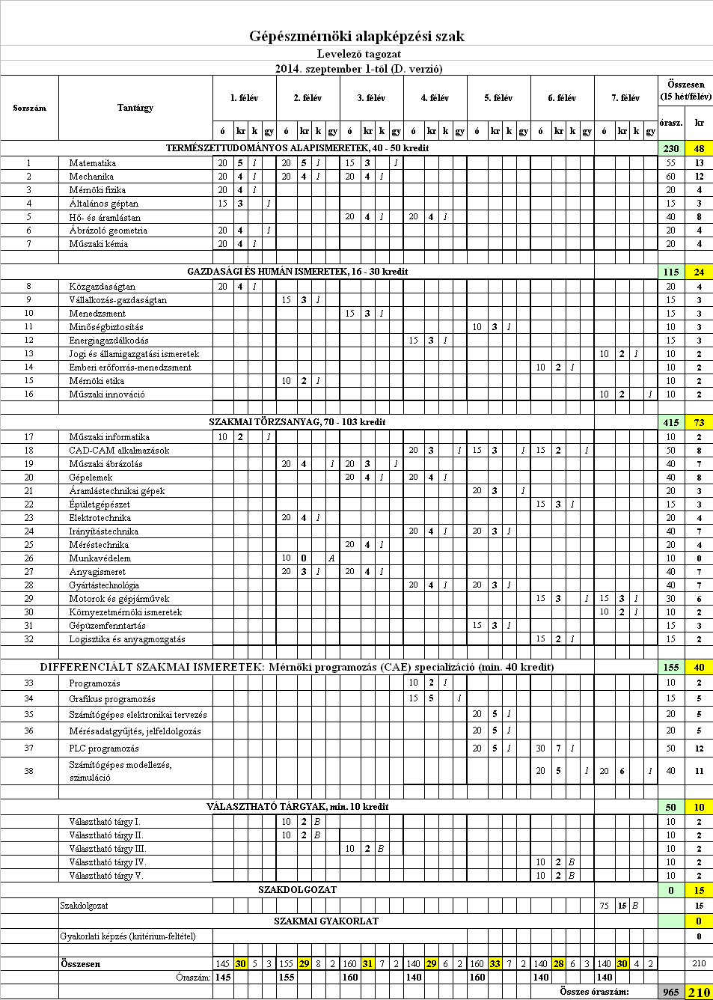 Gépészmérnöki alapképzési szak
Levelező tagozat
2014. szeptember 1-től (D. verzió)
Sorszám Tantárgy 1. félév 2. félév 3. félév 4. félév 5. félév 6. félév 7. félév Összesen (15 hét/félév)
ó kr k gy ó kr k gy ó kr k gy ó kr k gy ó kr k gy ó kr k gy ó kr k gy órasz. kr
TERMÉSZETTUDOMÁNYOS ALAPISMERETEK, 40 - 50 kredit 230 48
1 Matematika 20 5 1 20 5 1 15 3 1 55 13
2 Mechanika 20 4 1 20 4 1 20 4 1 60 12
3 Mérnöki fizika 20 4 1 20 4
4 Általános géptan 15 3 1 15 3
5 Hő- és áramlástan 20 4 1 20 4 1 40 8
6 Ábrázoló geometria 20 4 1 20 4
7 Műszaki kémia 20 4 1 20 4
GAZDASÁGI ÉS HUMÁN ISMERETEK, 16 - 30 kredit 115 24
8 Közgazdaságtan 20 4 1 20 4
9 Vállalkozás-gazdaságtan 15 3 1 15 3
10 Menedzsment 15 3 1 15 3
11 Minőségbiztosítás 10 3 1 10 3
12 Energiagazdálkodás 15 3 1 15 3
13 Jogi és államigazgatási ismeretek 10 2 1 10 2
14 Emberi erőforrás-menedzsment 10 2 1 10 2
15 Mérnöki etika 10 2 1 10 2
16 Műszaki innováció 10 2 1 10 2
SZAKMAI TÖRZSANYAG, 70 - 103 kredit 415 73
17 Műszaki informatika 10 2 1 10 2
18 CAD-CAM alkalmazások 20 3 1 15 3 1 15 2 1 50 8
19 Műszaki ábrázolás 20 4 1 20 3 1 40 7
20 Gépelemek 20 4 1 20 4 1 40 8
21 Áramlástechnikai gépek 20 3 1 20 3
22 Épületgépészet 15 3 1 15 3
23 Elektrotechnika 20 4 1 20 4
24 Irányítástechnika 20 4 1 20 3 1 40 7
25 Méréstechnika 20 4 1 20 4
26 Munkavédelem 10 0 A 10 0
27 Anyagismeret 20 3 1 20 4 1 40 7
28 Gyártástechnológia 20 4 1 20 3 1 40 7
29 Motorok és gépjárművek 15 3 1 15 3 1 30 6
30 Környezetmérnöki ismeretek 10 2 1 10 2
31 Gépüzemfenntartás 15 3 1 15 3
32 Logisztika és anyagmozgatás 15 2 1 15 2
DIFFERENCIÁLT SZAKMAI ISMERETEK: Mérnöki programozás (CAE) specializáció (min. 40 kredit) 155 40
33 Programozás 10 2 1 10 2
34 Grafikus programozás 15 5 1 15 5
35 Számítógépes elektronikai tervezés 20 5 1 20 5
36 Mérésadatgyűjtés, jelfeldolgozás 20 5 1 20 5
37 PLC programozás 20 5 1 30 7 1 50 12
38 Számítógépes modellezés, szimuláció 20 5 1 20 6 1 40 11
VÁLASZTHATÓ TÁRGYAK, min. 10 kredit 50 10
Választható tárgy I. 10 2 B 10 2
Választható tárgy II. 10 2 B 10 2
Választható tárgy III. 10 2 B 10 2
Választható tárgy IV. 10 2 B 10 2
Választható tárgy V. 10 2 B 10 2
SZAKDOLGOZAT 0 15
Szakdolgozat 75 15 B 15
SZAKMAI GYAKORLAT 0
Gyakorlati képzés (kritérium-feltétel) 0
Összesen 145 30 5 3 155 29 8 2 160 31 7 2 140 29 6 2 160 33 7 2 140 28 6 3 140 30 4 2 210
Óraszám: 145 155 160 140 160 140 140
Összes óraszám: 965 210